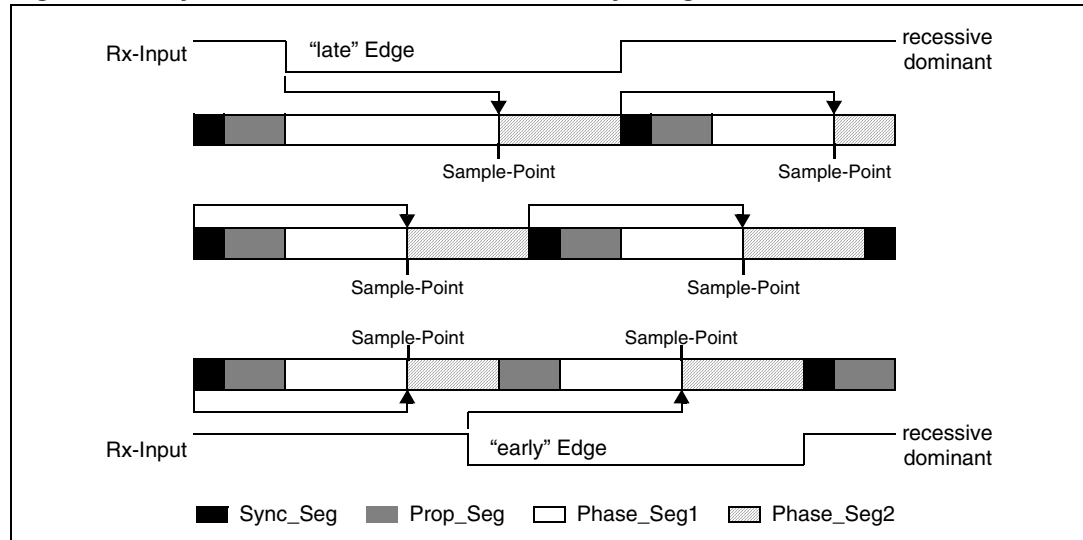 Rx-Input
“late” Edge
recessive
dominant
Sample-Point
Sample-Point
Sample-Point
Sample-Point
Sample-Point
Sample-Point
Rx-Input
“early” Edge
recessive
dominant
Sync_Seg
Prop_Seg
Phase_Seg1
Phase_Seg2